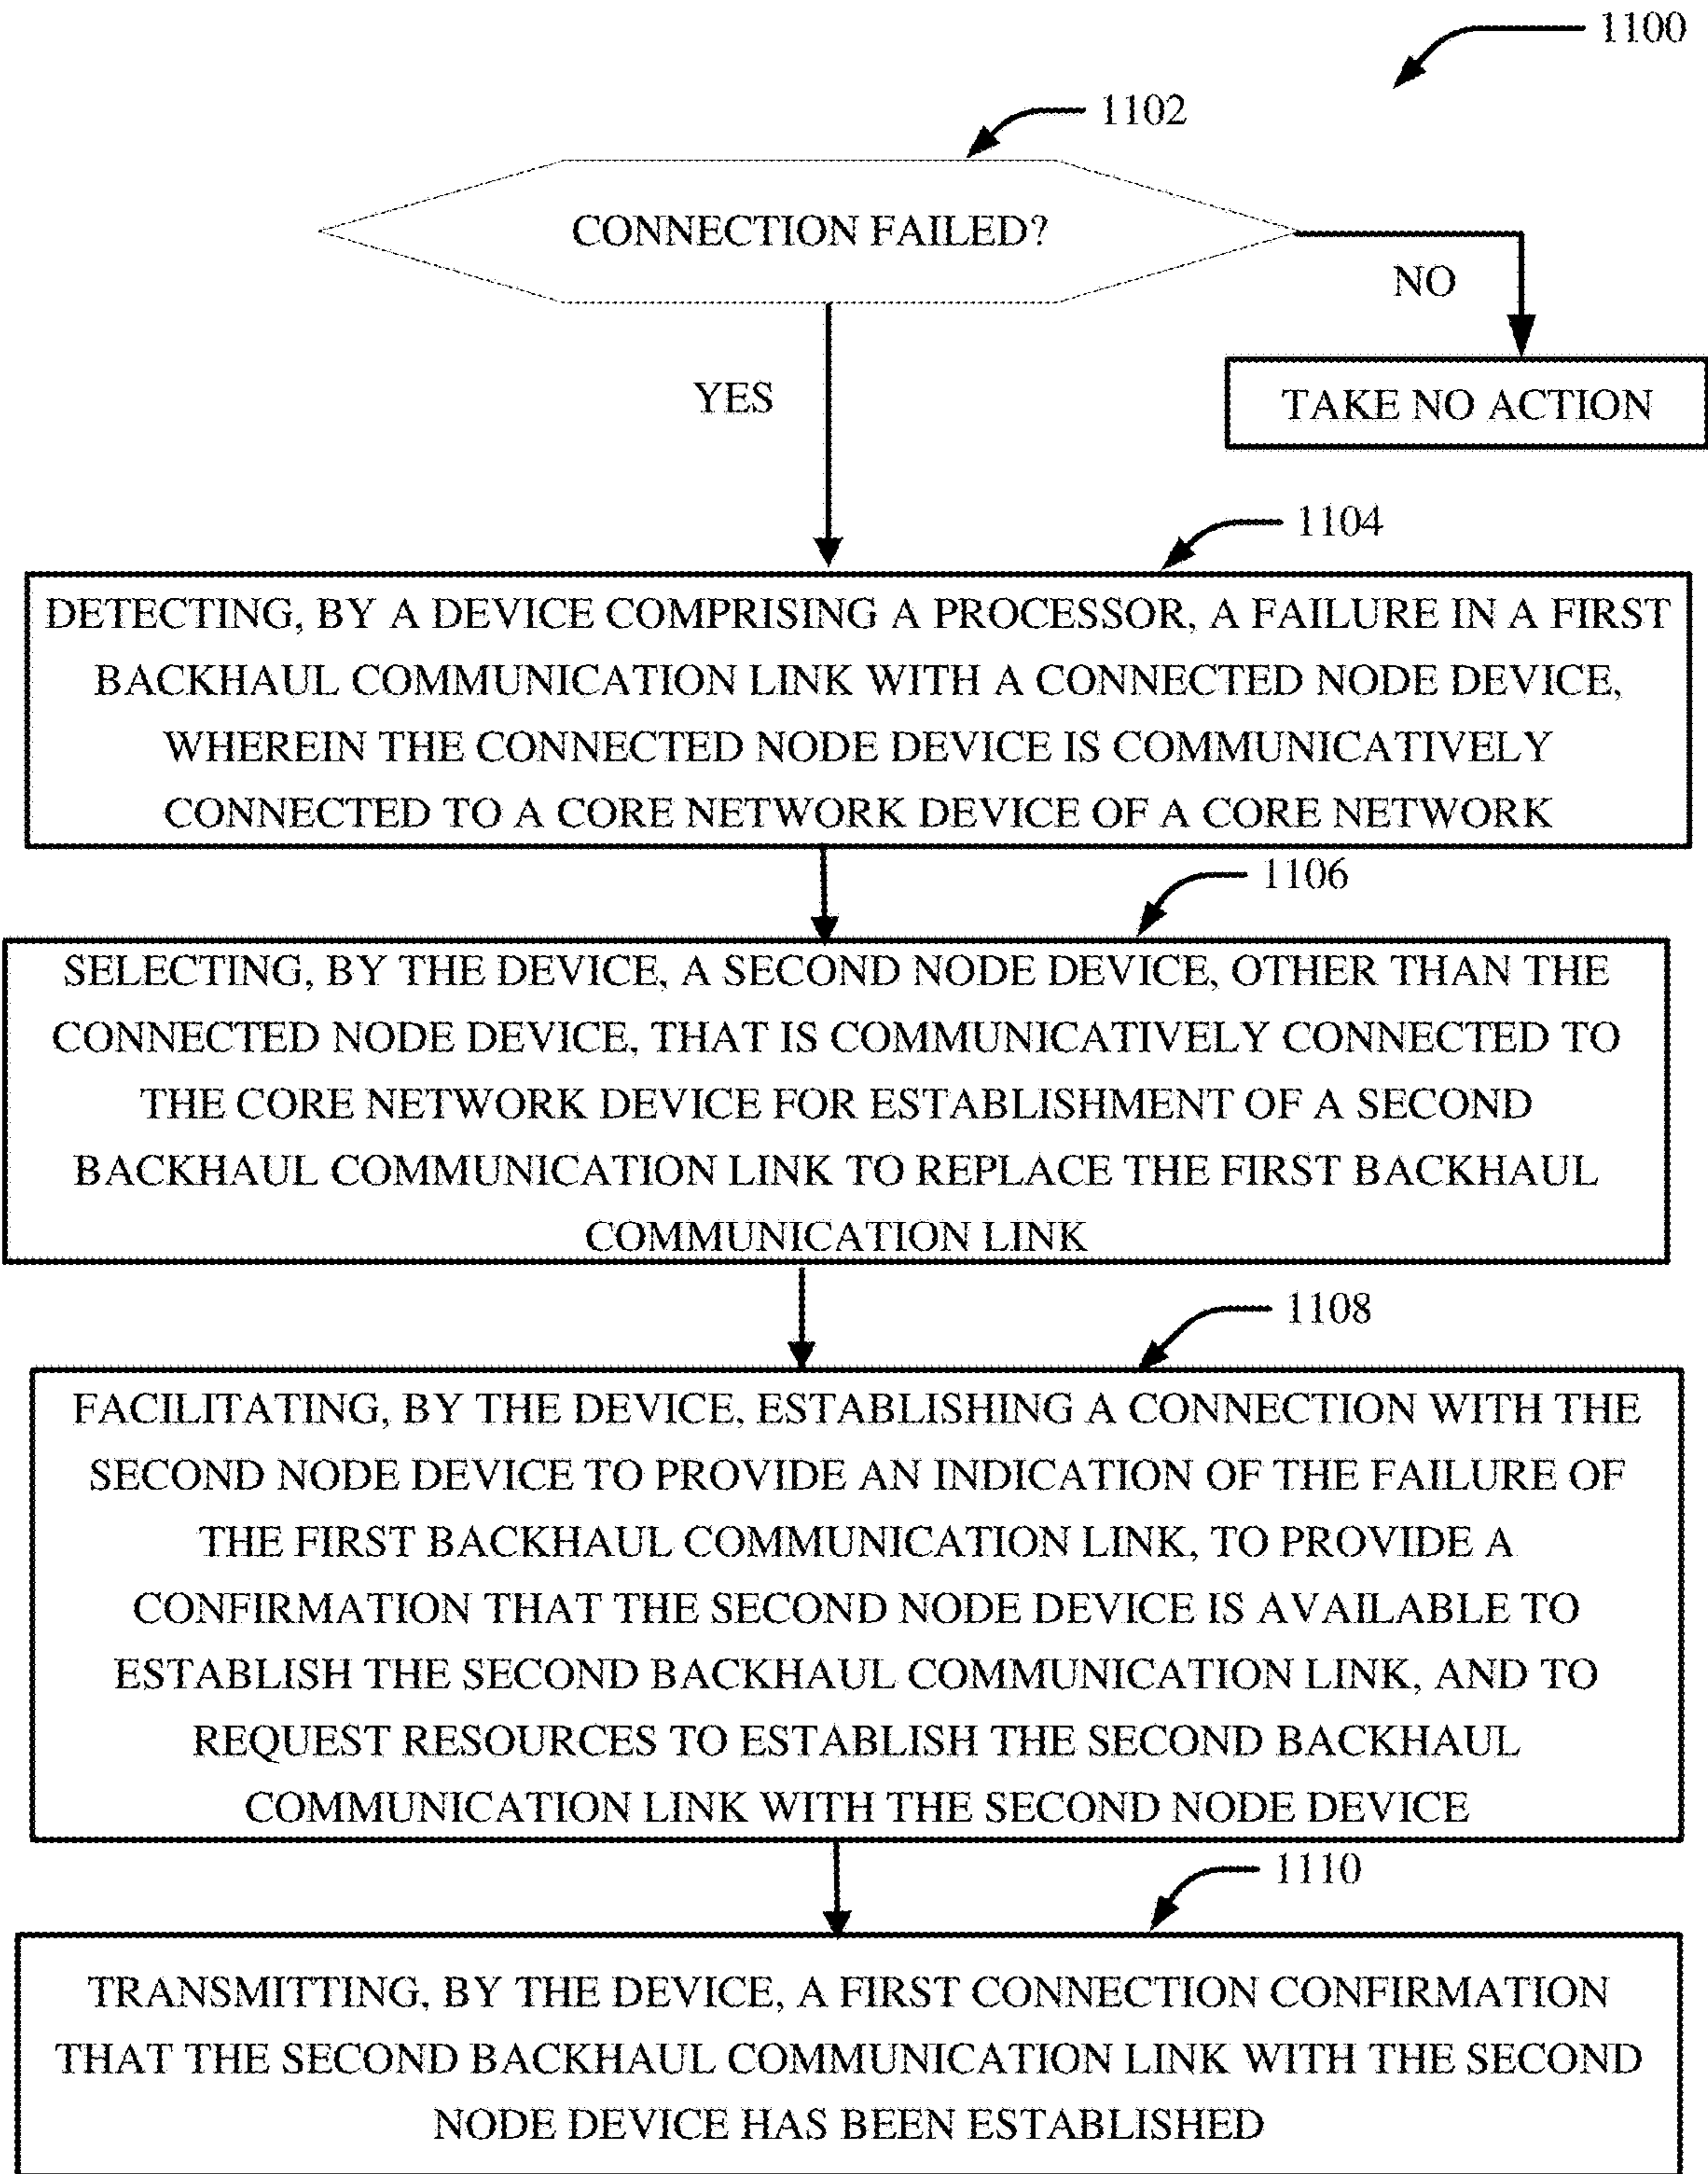 1100
1102
CONNECTION FAILED?
NO
YES
TAKE NO ACTION
1104
DETECTING, BY A DEVICE COMPRISING A PROCESSOR, A FAILURE IN A FIRST
BACKHAUL COMMUNICATION LINK WITH A CONNECTED NODE DEVICE,
WHEREIN THE CONNECTED NODE DEVICE IS COMMUNICATIVELY
CONNECTED TO A CORE NETWORK DEVICE OF A CORE NETWORK
1106
SELECTING, BY THE DEVICE, A SECOND NODE DEVICE, OTHER THAN THE
CONNECTED NODE DEVICE, THAT IS COMMUNICATIVELY CONNECTED TO
THE CORE NETWORK DEVICE FOR ESTABLISHMENT OF A SECOND
BACKHAUL COMMUNICATION LINK TO REPLACE THE FIRST BACKHAUL
COMMUNICATION LINK
1108
FACILITATING, BY THE DEVICE, ESTABLISHING A CONNECTION WITH THE
SECOND NODE DEVICE TO PROVIDE AN INDICATION OF THE FAILURE OF
THE FIRST BACKHAUL COMMUNICATION LINK, TO PROVIDE A
CONFIRMATION THAT THE SECOND NODE DEVICE IS AVAILABLE TO
ESTABLISH THE SECOND BACKHAUL COMMUNICATION LINK, AND TO
REQUEST RESOURCES TO ESTABLISH THE SECOND BACKHAUL
COMMUNICATION LINK WITH THE SECOND NODE DEVICE
1110
TRANSMITTING, BY THE DEVICE, A FIRST CONNECTION CONFIRMATION
THAT THE SECOND BACKHAUL COMMUNICATION LINK WITH THE SECOND
NODE DEVICE HAS BEEN ESTABLISHED